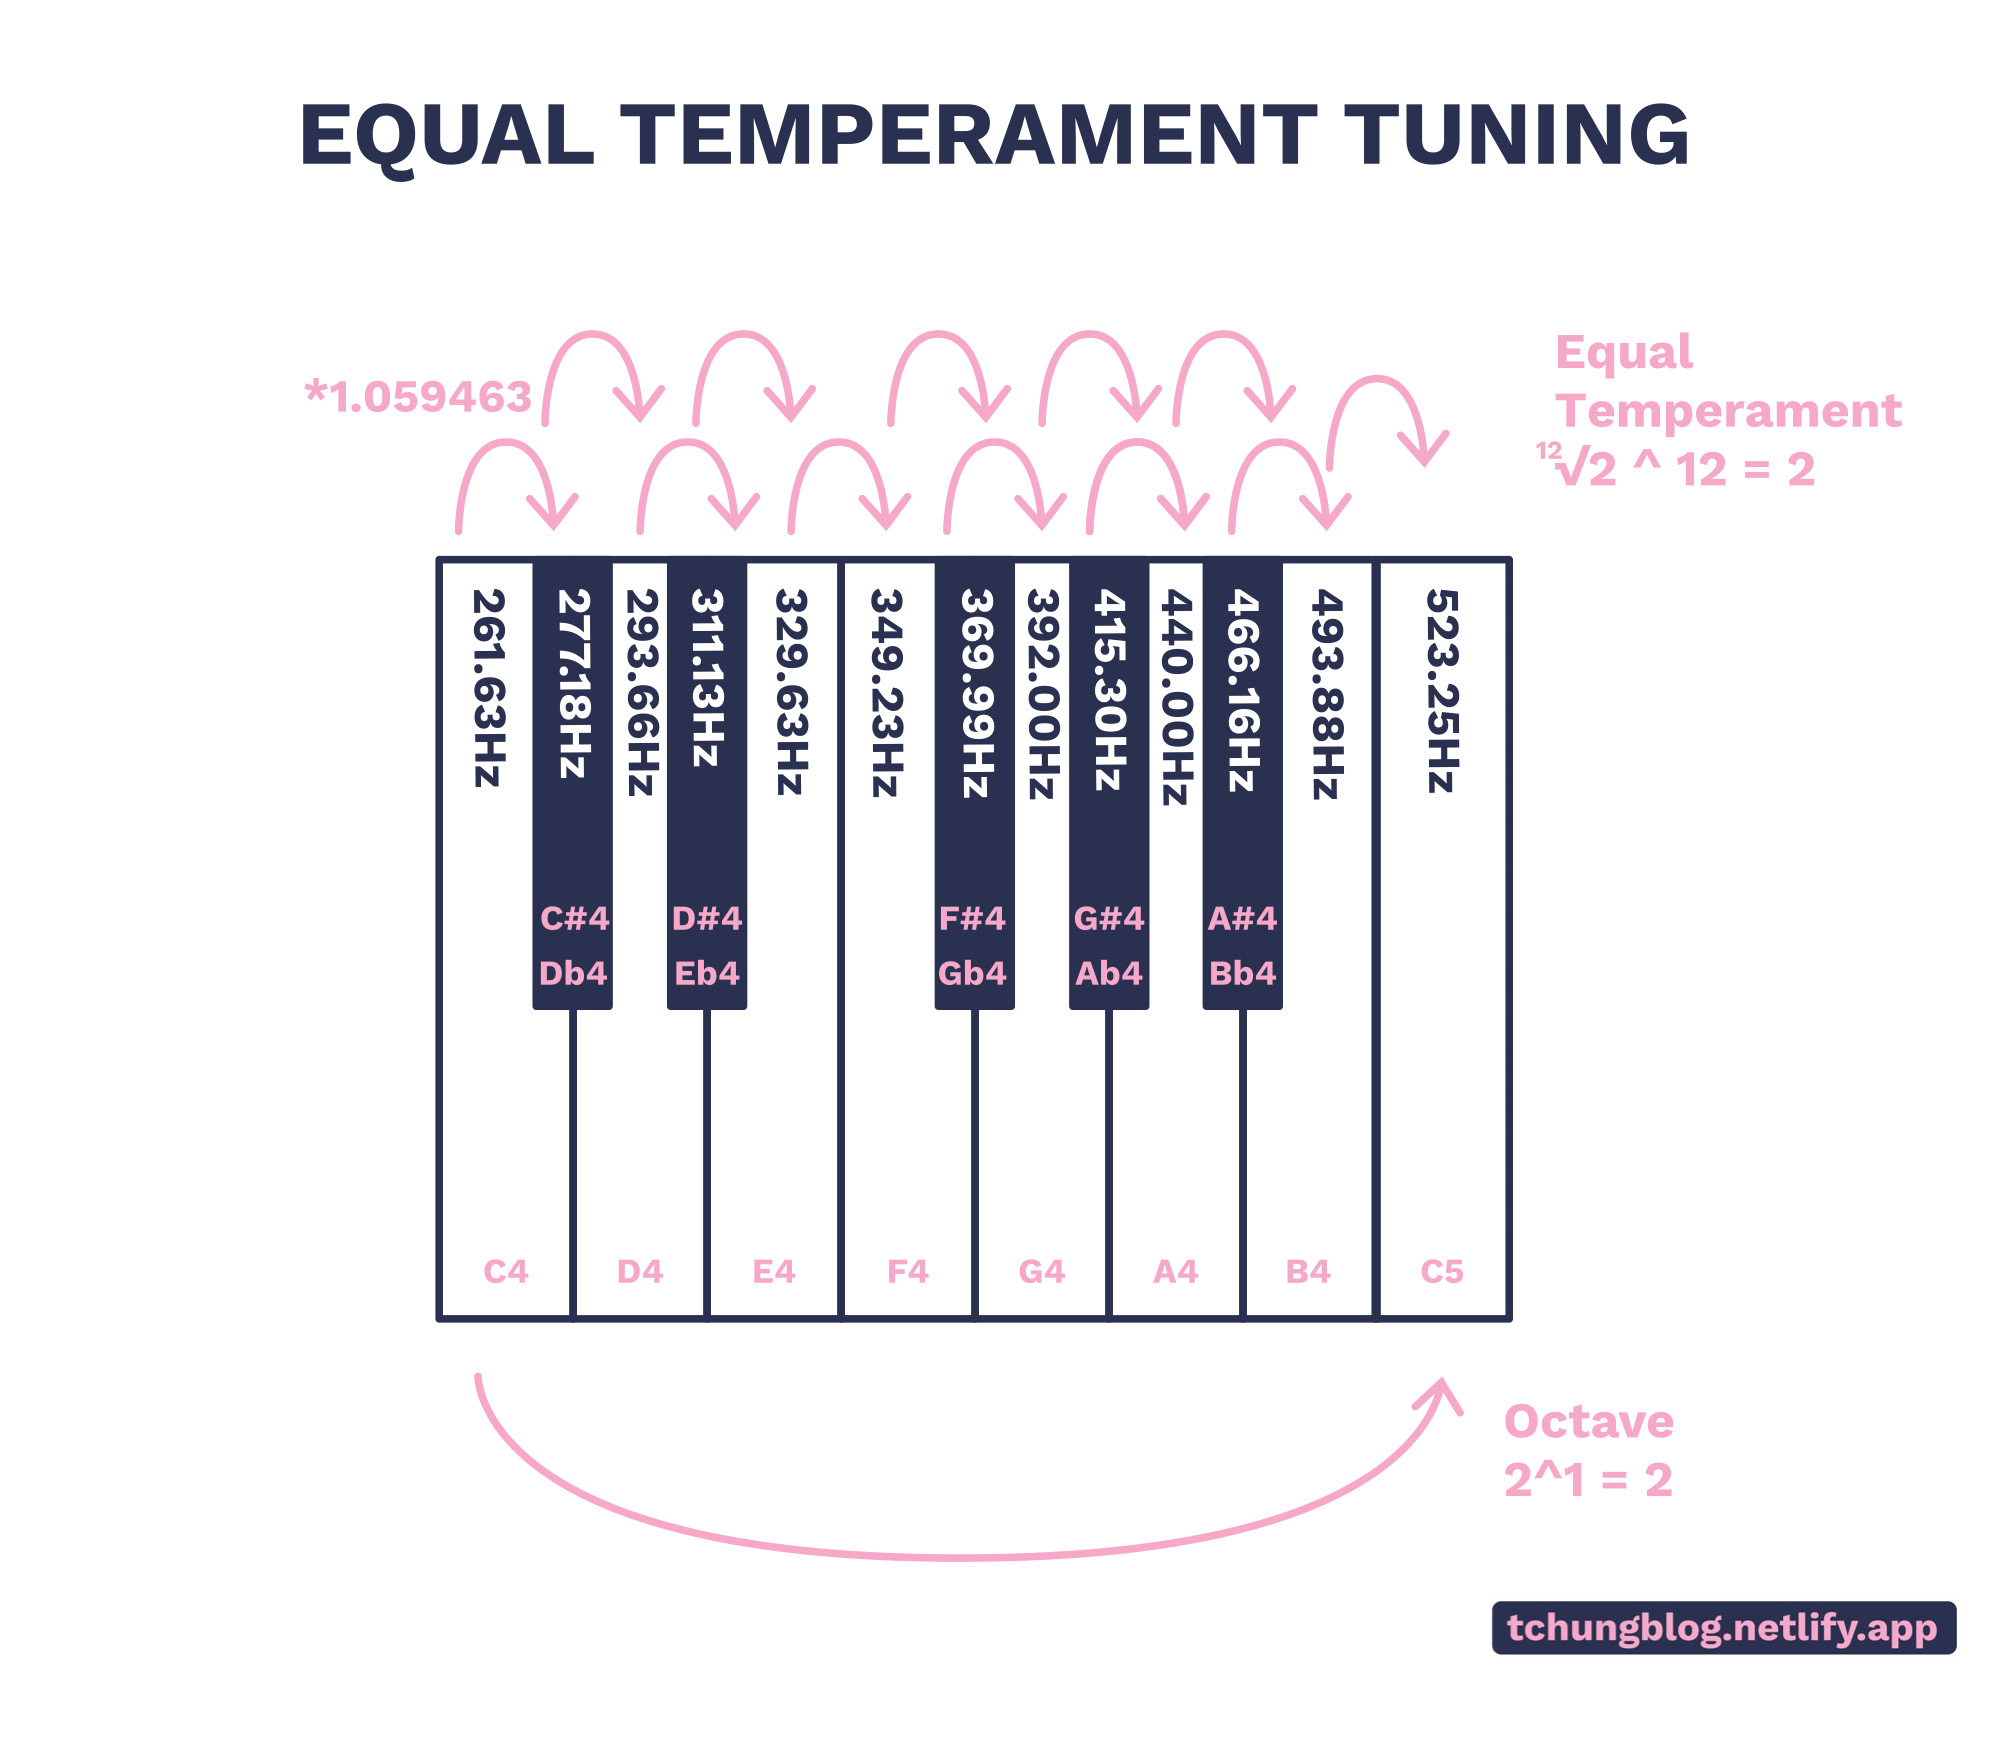 EQUAL TEMPERAMENT TUNING
*1.059463
Equal
Temperament
12√2 ^ 12 = 2
261.63Hz
277.18Hz
293.66Hz
311.13Hz
329.63Hz
349.23Hz
369.99Hz
392.00Hz
415.30Hz
440.00Hz
466.16Hz
493.88Hz
523.25Hz
C#4
Db4
D#4
Eb4
F#4
Gb4
G#4
Ab4
A#4
Bb4
C4
D4
E4
F4
G4
A4
B4
C5
Octave
2^1 = 2
tchungblog.netlify.app